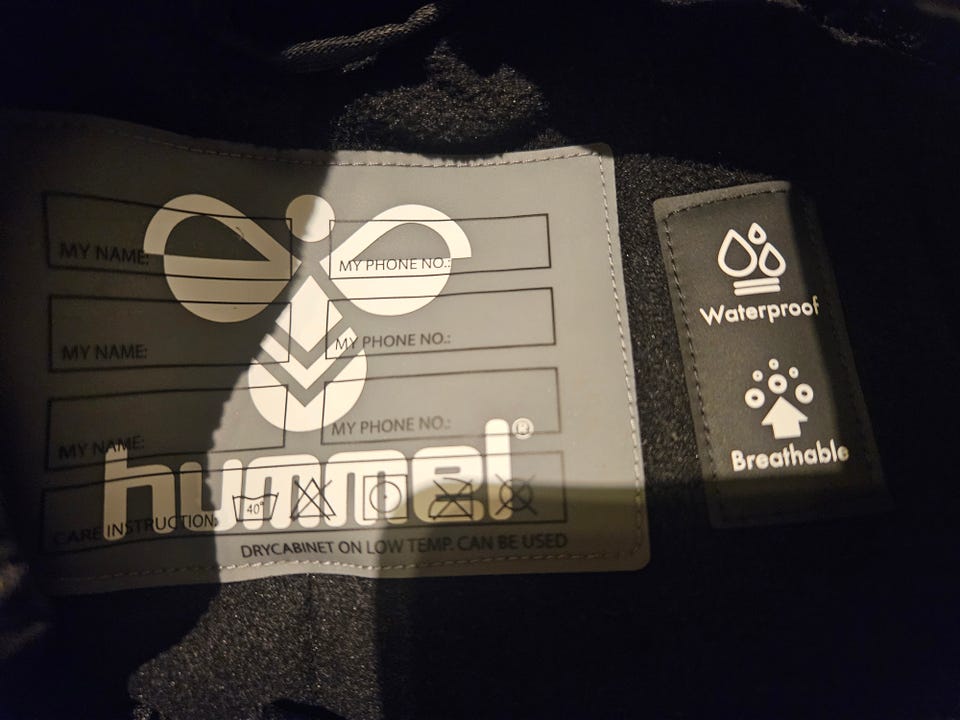 MY NAME: MY PHONE NO.:
MY NAME: MY PHONE NO.:
MY NAME: MY PHONE NO.:
hummel®
CARE INSTRUCTION: 40°
DRYCABINET ON LOW TEMP. CAN BE USED
Waterproof
Breathable